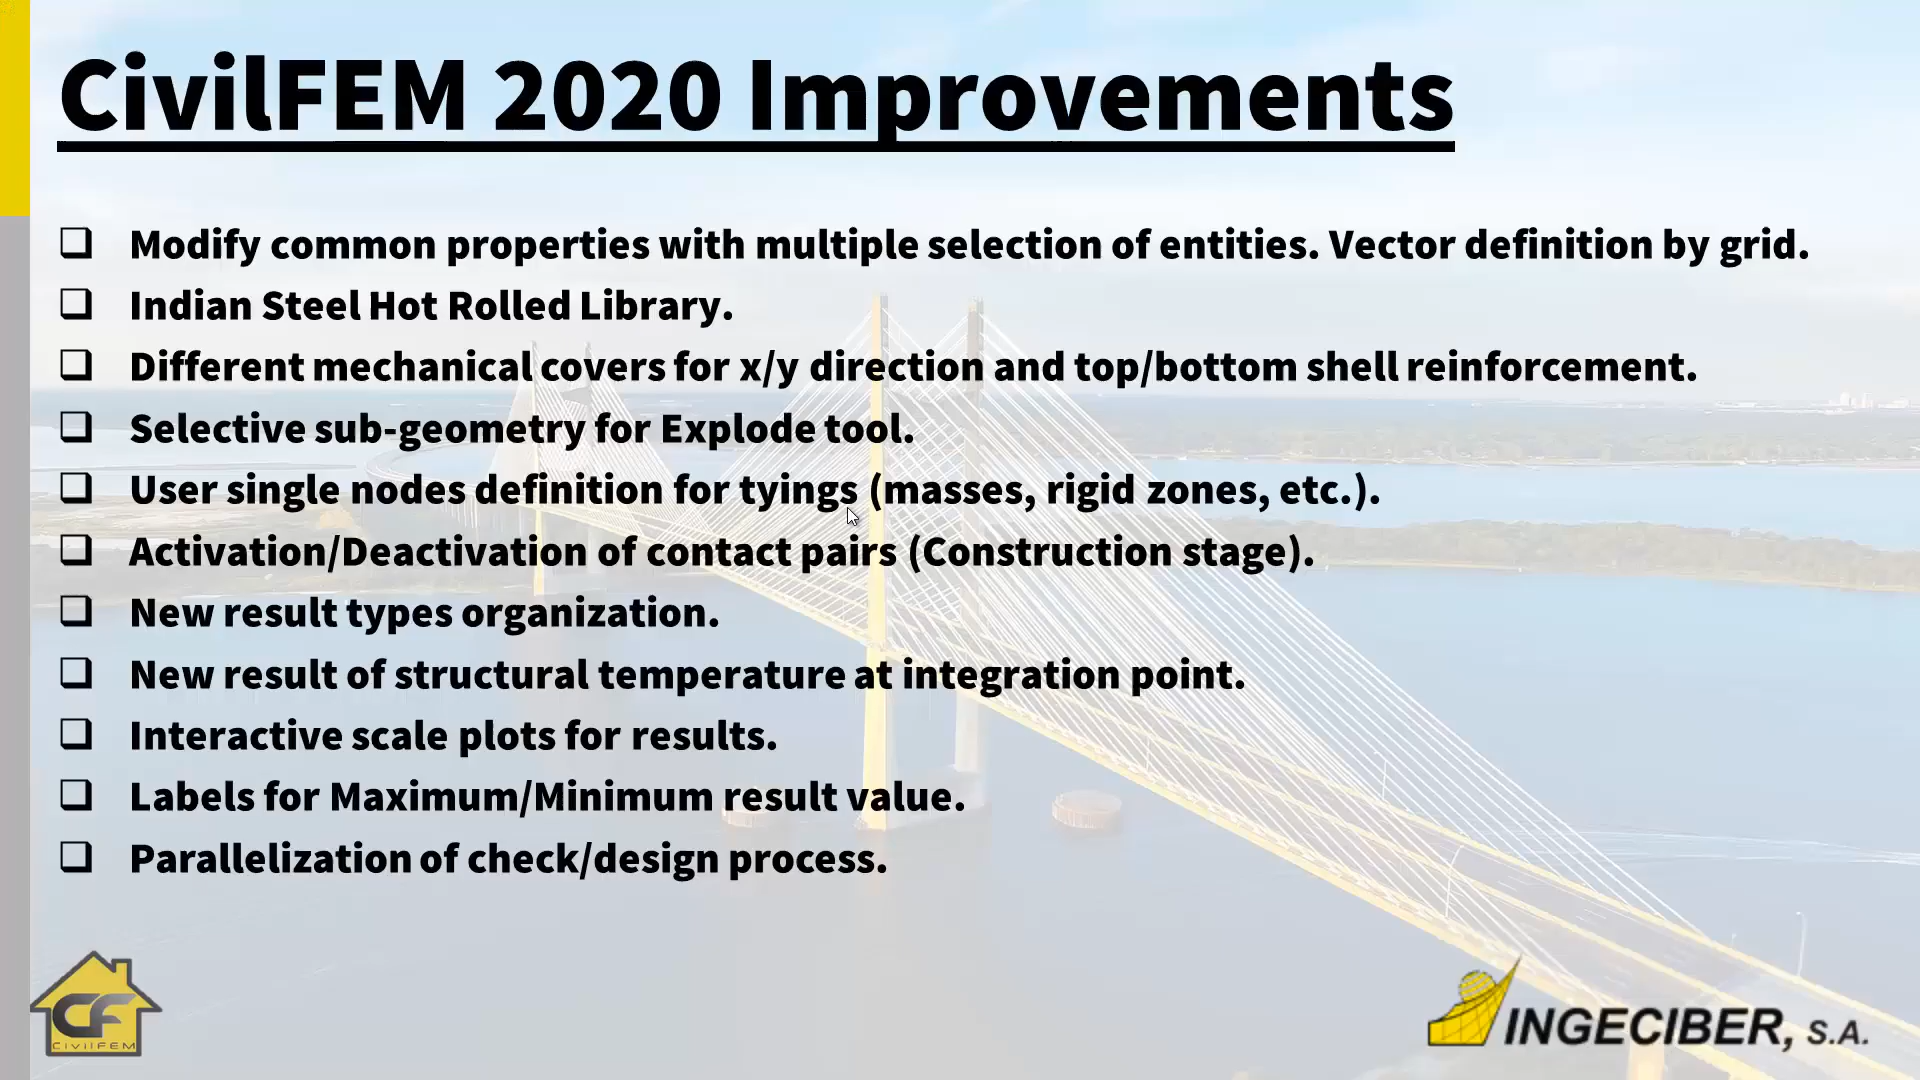 CivilFEM 2020 Improvements
Modify common properties with multiple selection of entities. Vector definition by grid.
Indian Steel Hot Rolled Library.
Different mechanical covers for x/y direction and top/bottom shell reinforcement.
Selective sub-geometry for Explode tool.
User single nodes definition for tyings (masses, rigid zones, etc.).
Activation/Deactivation of contact pairs (Construction stage).
New result types organization.
New result of structural temperature at integration point.
Interactive scale plots for results.
Labels for Maximum/Minimum result value.
Parallelization of check/design process.
CF
CivilFEM
INGECIBER, S.A.